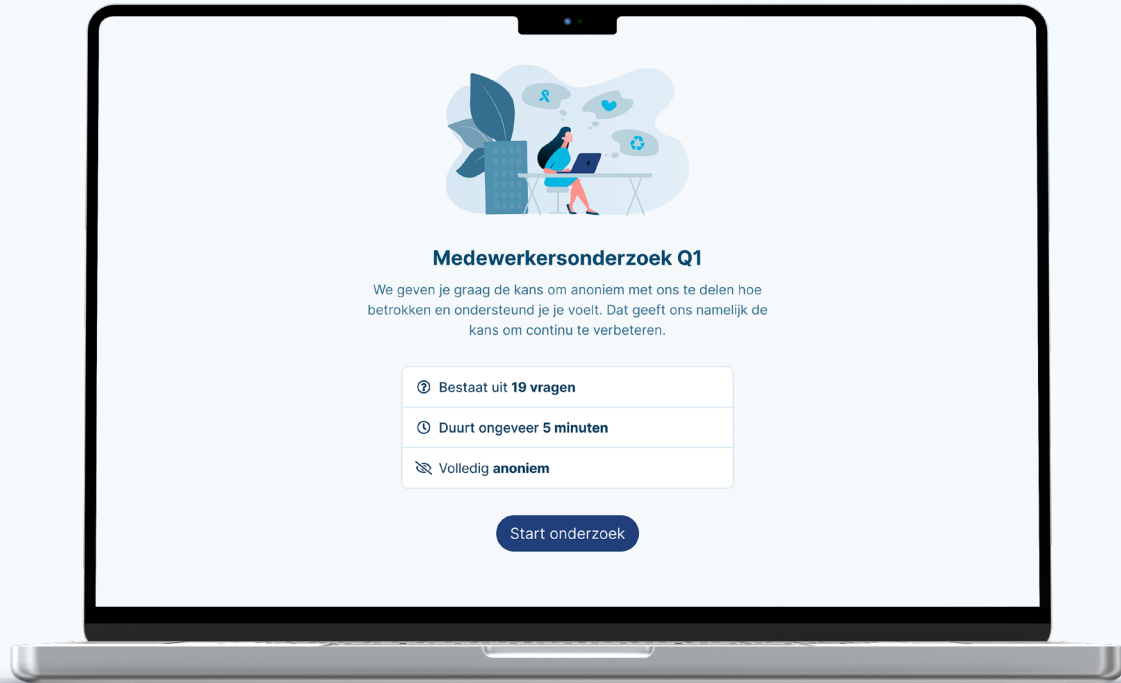 Medewerkersonderzoek Q1
We geven je graag de kans om anoniem met ons te delen hoe
betrokken en ondersteund je je voelt. Dat geeft ons namelijk de
kans om continu te verbeteren.
Bestaat uit 19 vragen
Duurt ongeveer 5 minuten
Volledig anoniem
Start onderzoek